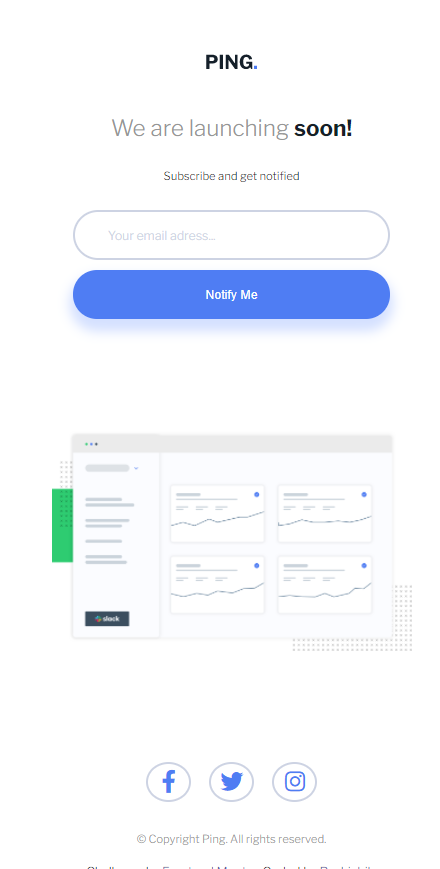 PING.
We are launching soon!
Subscribe and get notified
Your email adress...
Notify Me
slack
© Copyright Ping. All rights reserved.